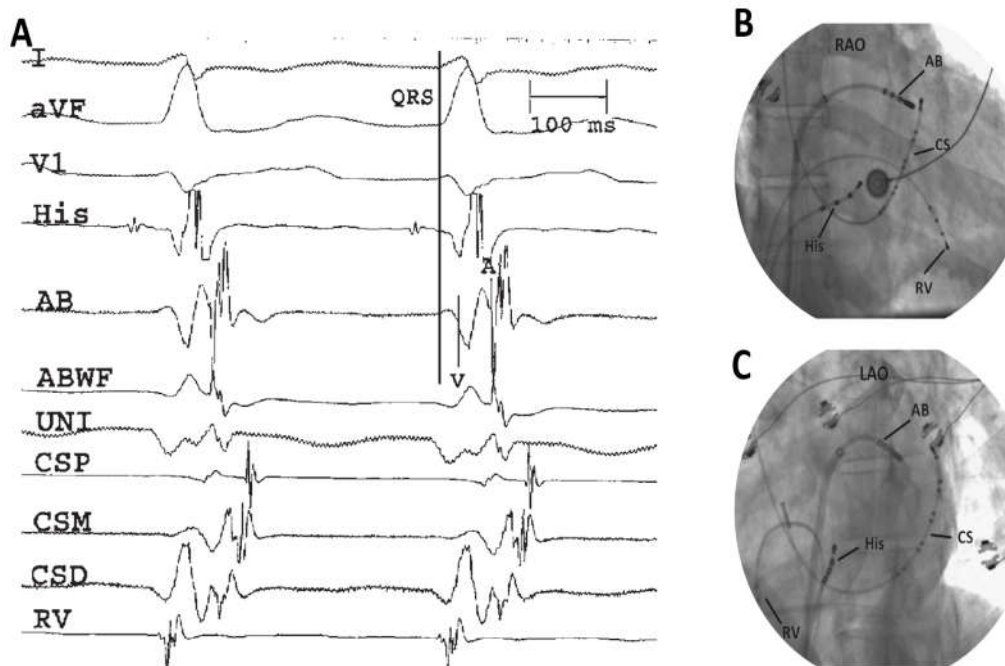 A
I
aVF
QRS
100 ms
V1
His
A
AB
V
ABWF
UNI
CSP
CSM
CSD
RV
B
RAO
AB
CS
His
RV
C
LAO
AB
His
CS
RV